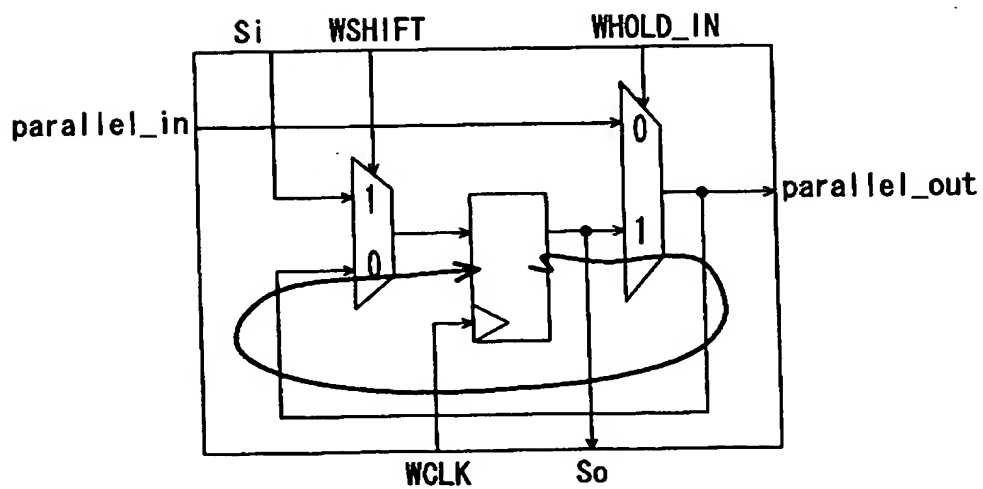 Si WSHIFT WHOLD_IN
parallel_in
0
1
parallel_out
1
0
WCLK So